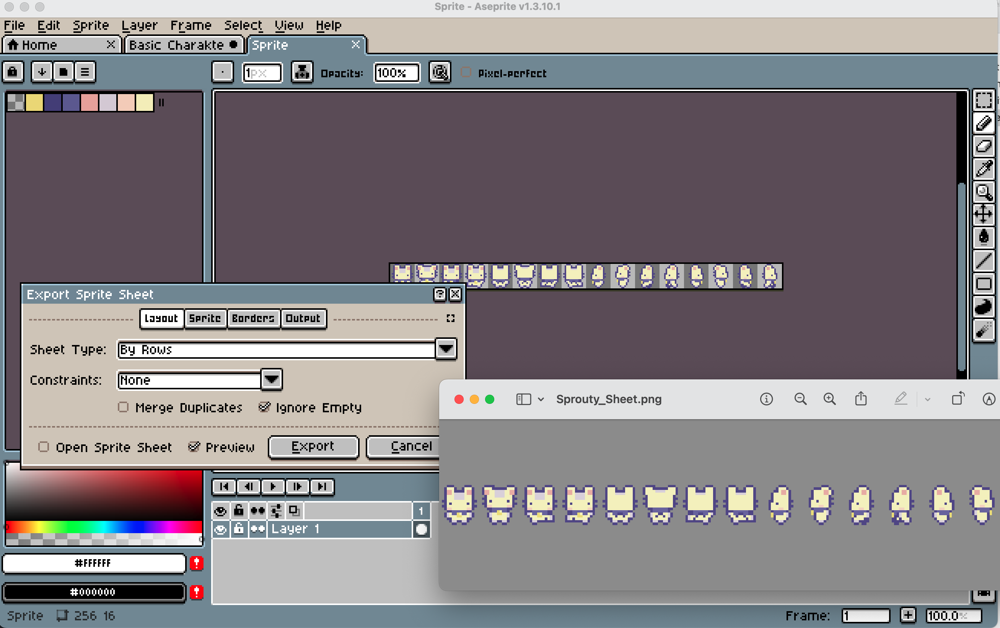 Sprite - Aseprite v1.3.10.1
File Edit Sprite Layer Frame Select View Help
Home Basic Charakte Sprite
1px Opacity: 100% Pixel-perfect
Export Sprite Sheet
Layout Sprite Borders Output
Sheet Type: By Rows
Constraints: None
Merge Duplicates Ignore Empty
Open Sprite Sheet Preview Export Cancel
Sprouty_Sheet.png
1
Layer 1
#FFFFFF
#000000
Sprite 256 16
Frame: 1 + 100.0%